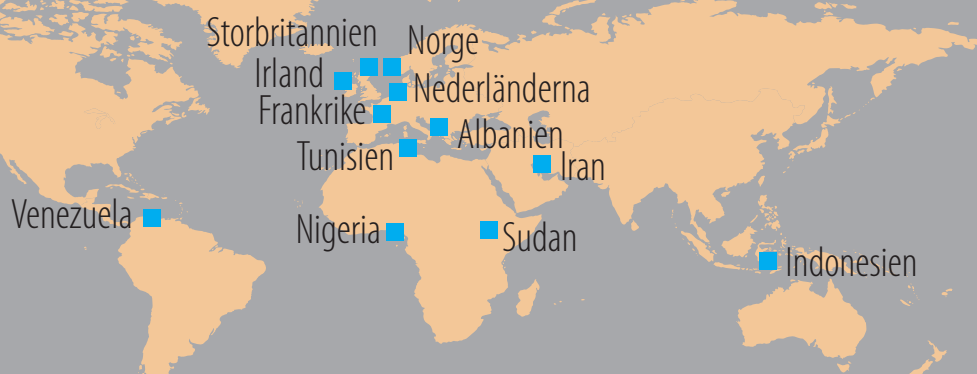 Storbritannien
Norge
Irland
Nederländerna
Frankrike
Albanien
Tunisien
Iran
Venezuela
Nigeria
Sudan
Indonesien